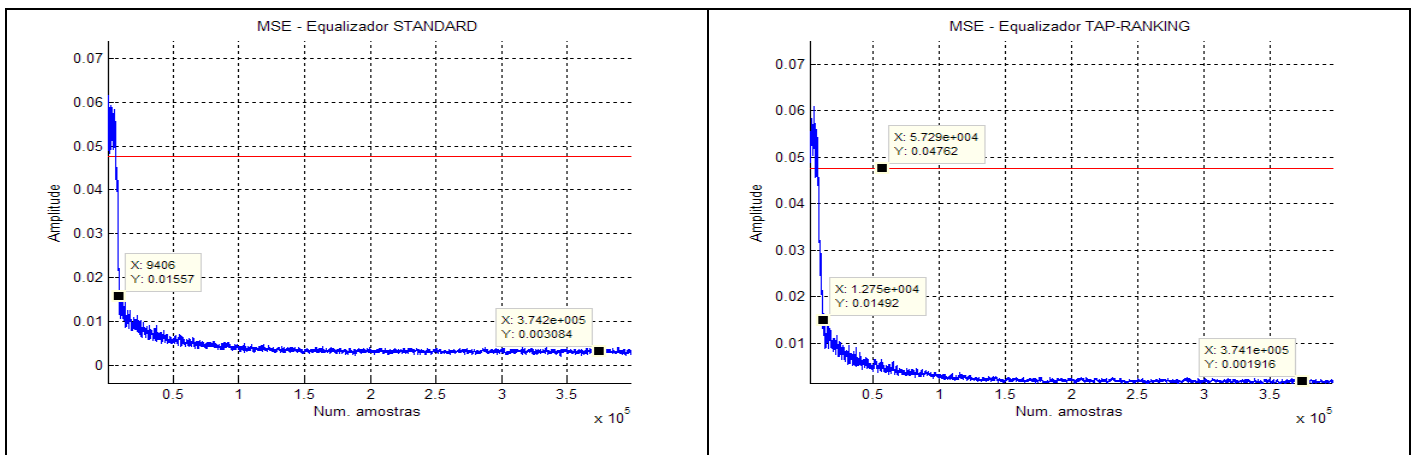 MSE - Equalizador STANDARD
Amplitude
0.07
0.06
0.05
0.04
0.03
0.02
0.01
0
X: 9406
Y: 0.01557
X: 3.742e+005
Y: 0.003084
0.5
1
1.5
2
2.5
3
3.5
Num. amostras
x 10^5
MSE - Equalizador TAP-RANKING
Amplitude
0.07
0.06
0.05
0.04
0.03
0.02
0.01
X: 5.729e+004
Y: 0.04762
X: 1.275e+004
Y: 0.01492
X: 3.741e+005
Y: 0.001916
0.5
1
1.5
2
2.5
3
3.5
Num. amostras
x 10^5